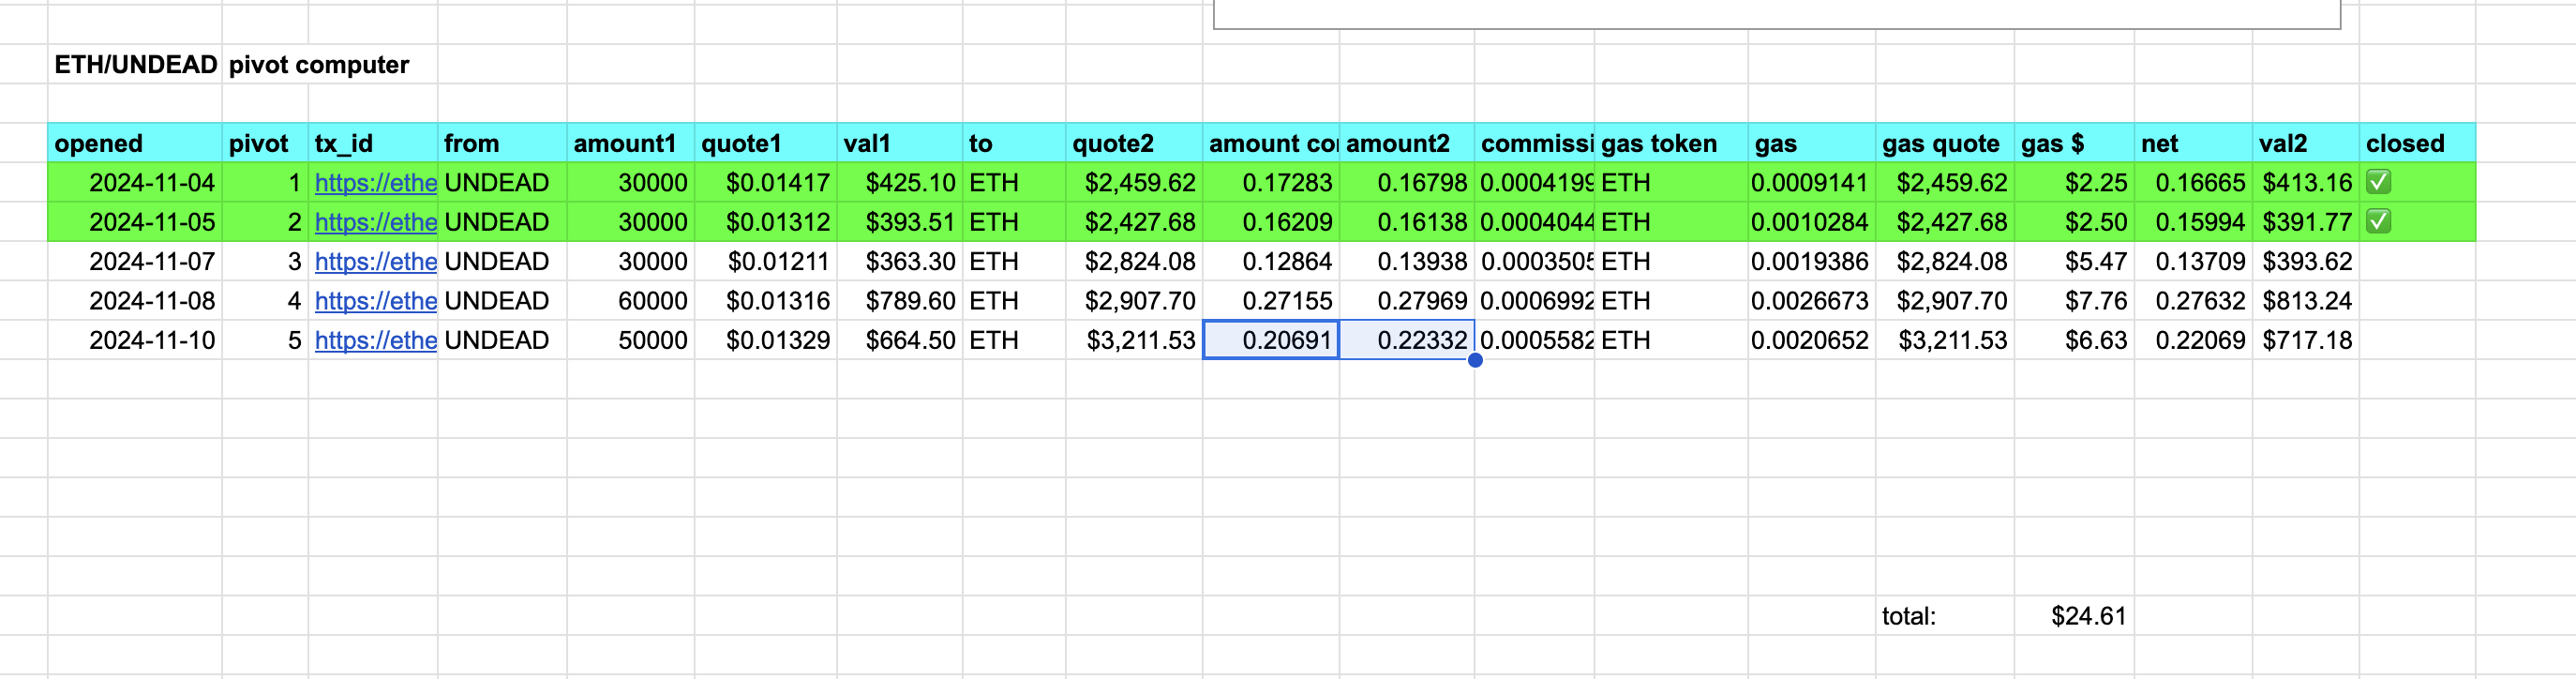 ETH/UNDEAD pivot computer
opened pivot tx_id from amount1 quote1 val1 to quote2 amount co amount2 commissi gas token gas gas quote gas $ net val2 closed
2024-11-04 1 https://ethe UNDEAD 30000 $0.01417 $425.10 ETH $2,459.62 0.17283 0.16798 0.0004199 ETH 0.0009141 $2,459.62 $2.25 0.16665 $413.16 ✅
2024-11-05 2 https://ethe UNDEAD 30000 $0.01312 $393.51 ETH $2,427.68 0.16209 0.16138 0.0004044 ETH 0.0010284 $2,427.68 $2.50 0.15994 $391.77 ✅
2024-11-07 3 https://ethe UNDEAD 30000 $0.01211 $363.30 ETH $2,824.08 0.12864 0.13938 0.0003505 ETH 0.0019386 $2,824.08 $5.47 0.13709 $393.62
2024-11-08 4 https://ethe UNDEAD 60000 $0.01316 $789.60 ETH $2,907.70 0.27155 0.27969 0.0006992 ETH 0.0026673 $2,907.70 $7.76 0.27632 $813.24
2024-11-10 5 https://ethe UNDEAD 50000 $0.01329 $664.50 ETH $3,211.53 0.20691 0.22332 0.0005582 ETH 0.0020652 $3,211.53 $6.63 0.22069 $717.18
total: $24.61